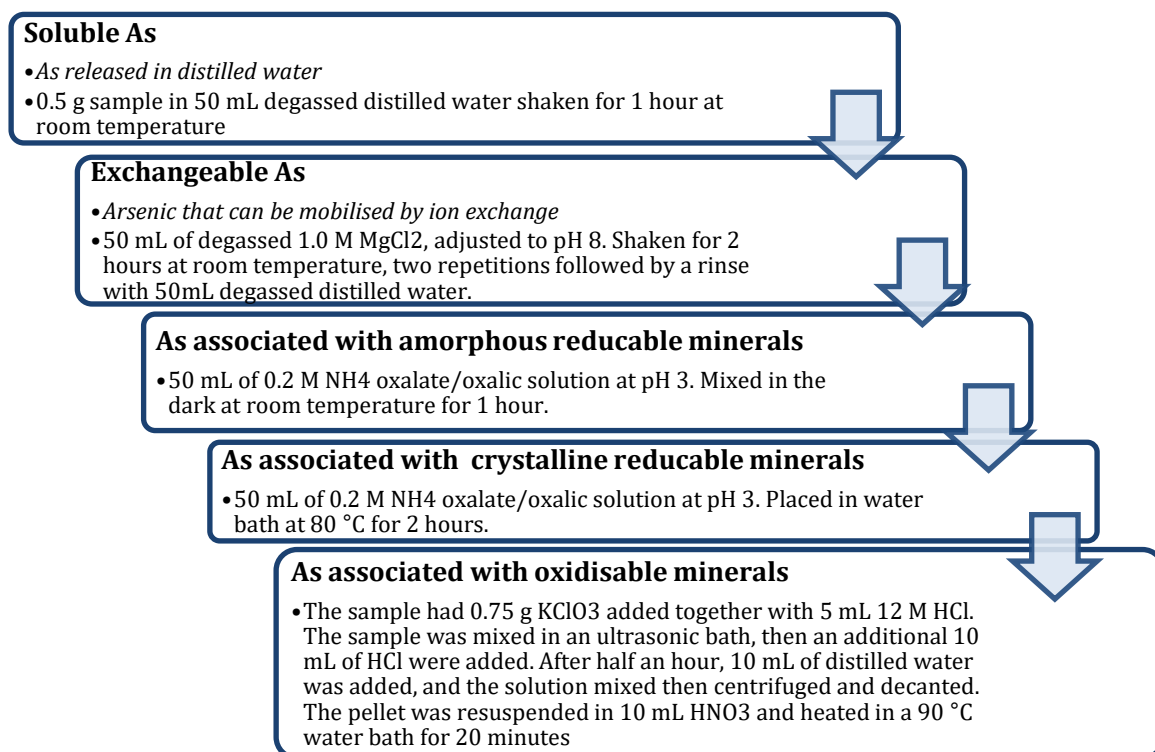 Soluble As
•As released in distilled water
•0.5 g sample in 50 mL degassed distilled water shaken for 1 hour at
room temperature
Exchangeable As
•Arsenic that can be mobilised by ion exchange
•50 mL of degassed 1.0 M MgCl2, adjusted to pH 8. Shaken for 2
hours at room temperature, two repetitions followed by a rinse
with 50mL degassed distilled water.
As associated with amorphous reducable minerals
•50 mL of 0.2 M NH4 oxalate/oxalic solution at pH 3. Mixed in the
dark at room temperature for 1 hour.
As associated with crystalline reducable minerals
•50 mL of 0.2 M NH4 oxalate/oxalic solution at pH 3. Placed in water
bath at 80 °C for 2 hours.
As associated with oxidisable minerals
•The sample had 0.75 g KClO3 added together with 5 mL 12 M HCl.
The sample was mixed in an ultrasonic bath, then an additional 10
mL of HCl were added. After half an hour, 10 mL of distilled water
was added, and the solution mixed then centrifuged and decanted.
The pellet was resuspended in 10 mL HNO3 and heated in a 90 °C
water bath for 20 minutes